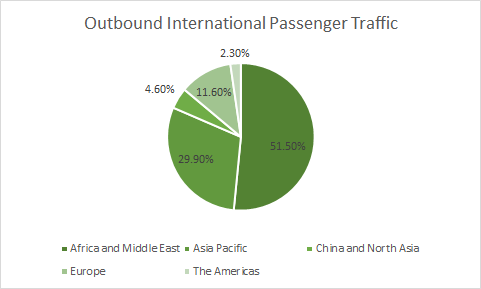 Outbound International Passenger Traffic
2.30%
4.60%
11.60%
29.90%
51.50%
Africa and Middle East
Asia Pacific
China and North Asia
Europe
The Americas